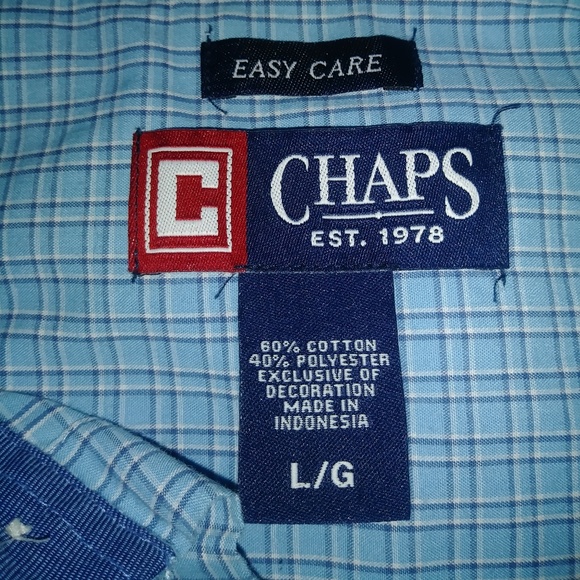 EASY CARE
C CHAPS
EST. 1978
60% COTTON
40% POLYESTER
EXCLUSIVE OF
DECORATION
MADE IN
INDONESIA
L/G